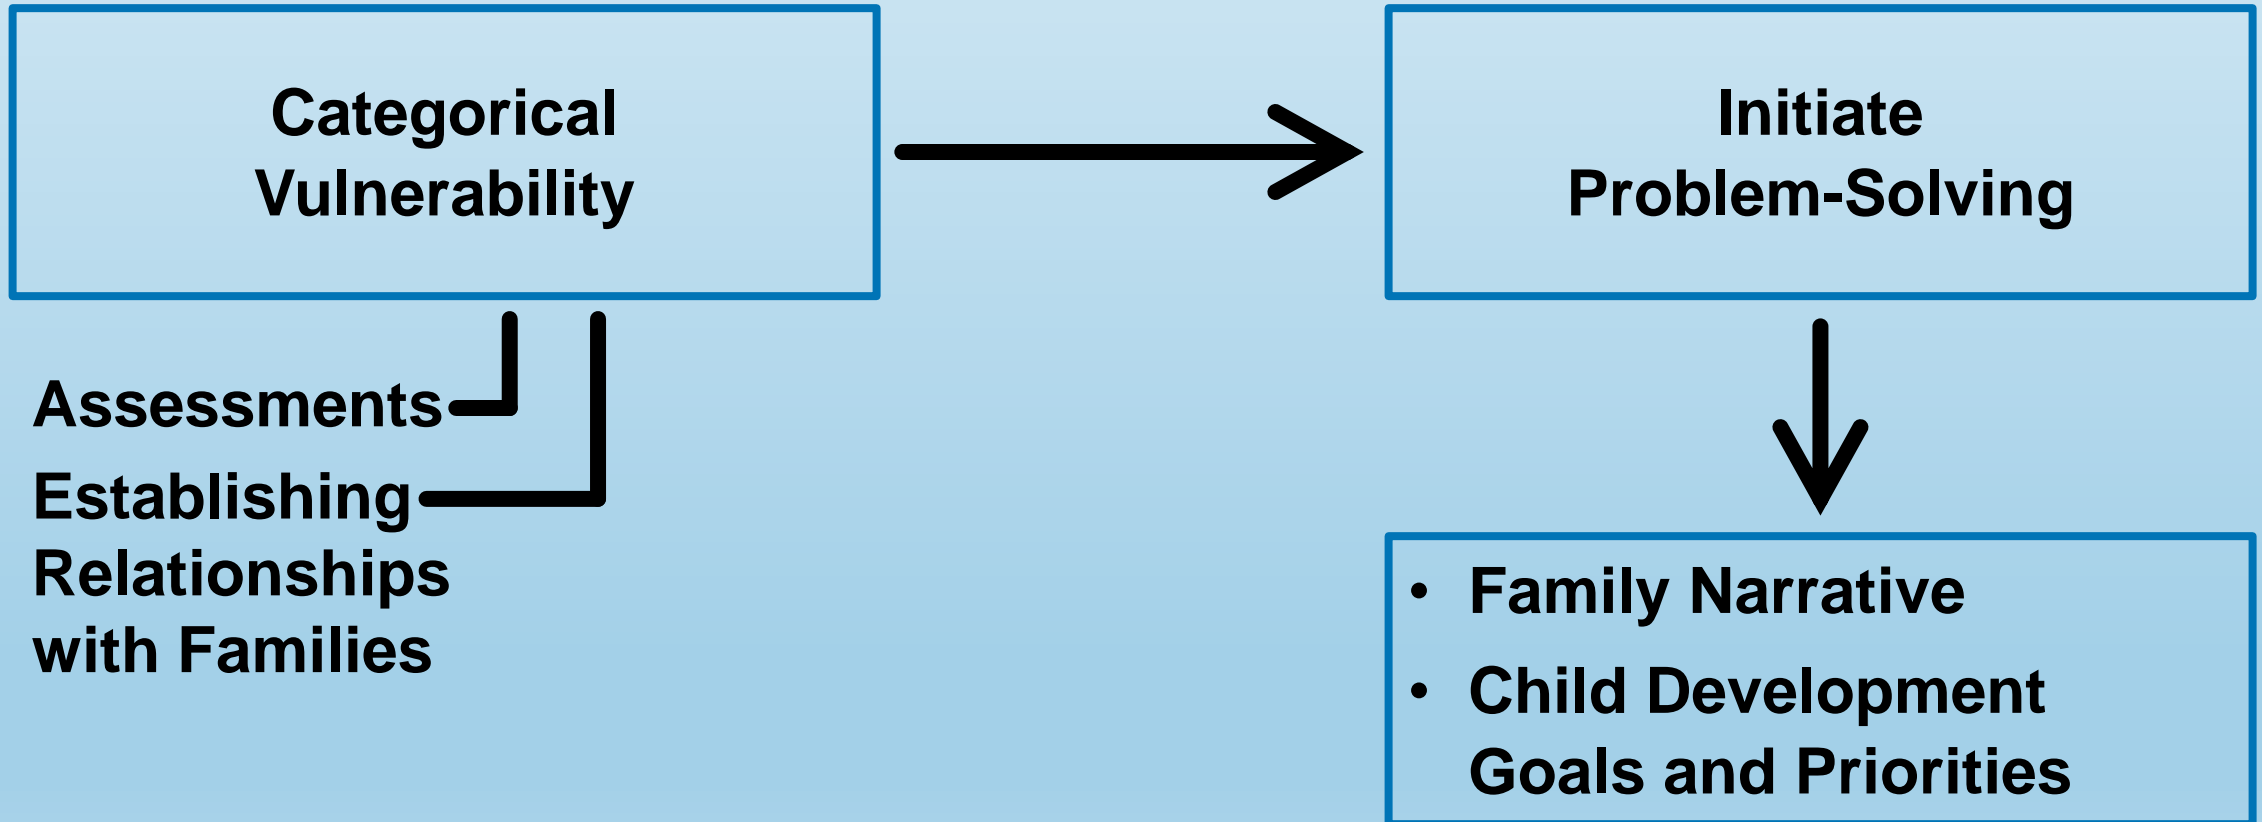 Categorical
Vulnerability
Initiate
Problem-Solving
Assessments
Establishing
Relationships
with Families
• Family Narrative
• Child Development
Goals and Priorities